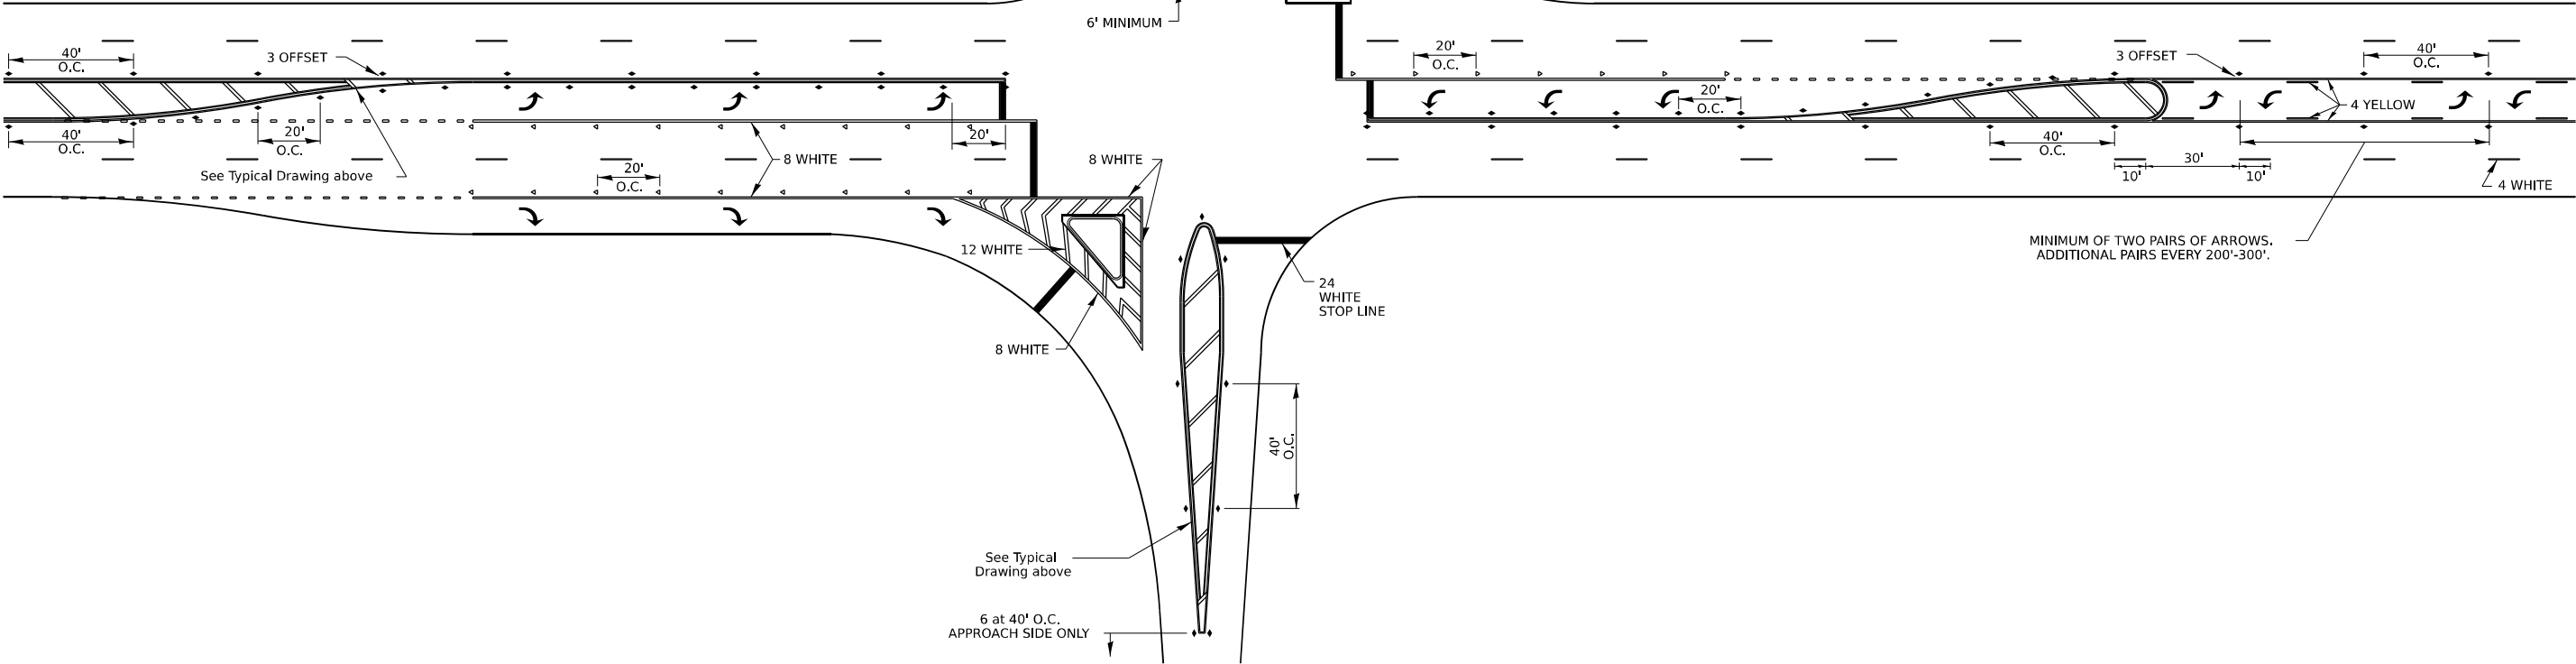 6' MINIMUM
40'
O.C.
3 OFFSET
20'
O.C.
3 OFFSET
40'
O.C.
20'
O.C.
4 YELLOW
40'
O.C.
20'
O.C.
20'
8 WHITE
8 WHITE
40'
O.C.
30'
10'
10'
See Typical Drawing above
20'
O.C.
4 WHITE
12 WHITE
MINIMUM OF TWO PAIRS OF ARROWS.
ADDITIONAL PAIRS EVERY 200'-300'.
24
WHITE
STOP LINE
8 WHITE
40'
O.C.
See Typical
Drawing above
6 at 40' O.C.
APPROACH SIDE ONLY